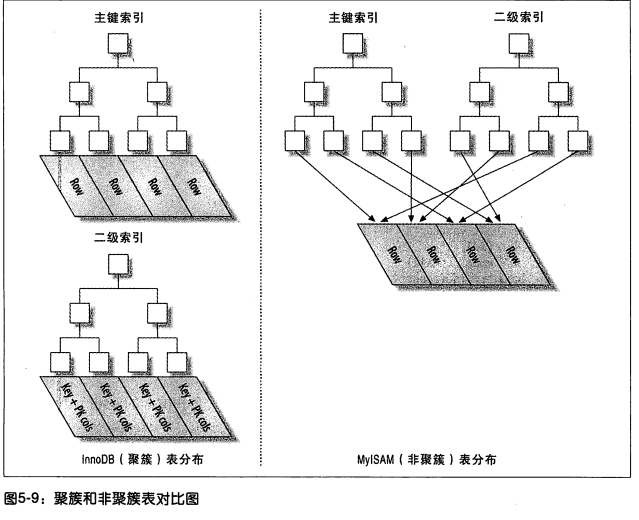 主键索引
Row
Row
Row
Row
二级索引
Key + PK cols
Key + PK cols
Key + PK cols
Key + PK cols
InnoDB（聚簇）表分布
主键索引
二级索引
Row
Row
Row
Row
MyISAM（非聚簇）表分布
图5-9：聚簇和非聚簇表对比图